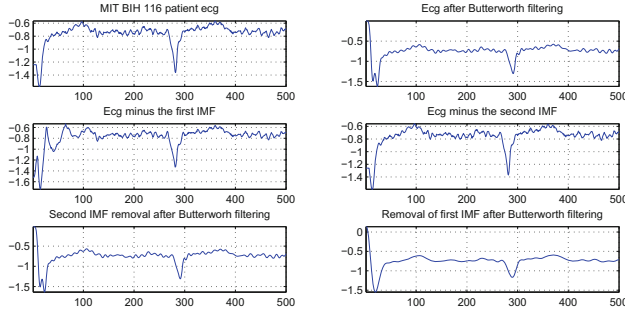 MIT BIH 116 patient ecg
−0.6
−0.8
−1
−1.2
−1.4
100 200 300 400 500
Ecg after Butterworth filtering
−0.5
−1
−1.5
100 200 300 400 500
Ecg minus the first IMF
−0.6
−0.8
−1
−1.2
−1.4
−1.6
100 200 300 400 500
Ecg minus the second IMF
−0.6
−0.8
−1
−1.2
−1.4
100 200 300 400 500
Second IMF removal after Butterworh filtering
−0.5
−1
−1.5
100 200 300 400 500
Removal of first IMF after Butterworth filtering
0
−0.5
−1
−1.5
100 200 300 400 500